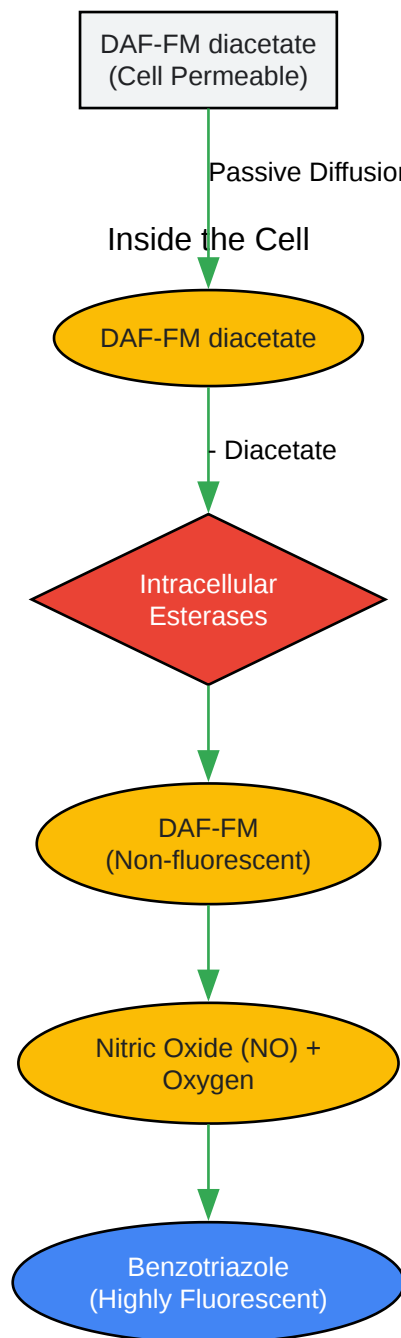 DAF-FM diacetate
(Cell Permeable)
Passive Diffusion
Inside the Cell
DAF-FM diacetate
- Diacetate
Intracellular
Esterases
DAF-FM
(Non-fluorescent)
Nitric Oxide (NO) +
Oxygen
Benzotriazole
(Highly Fluorescent)